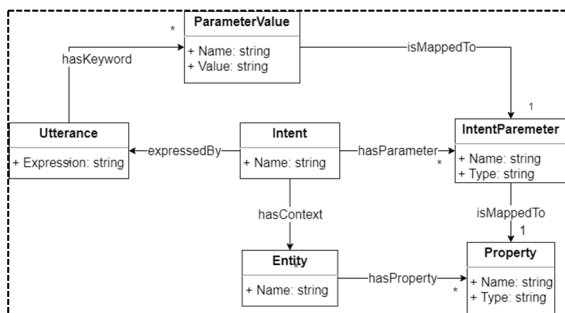 ParameterValue
*
+ Name: string
+ Value: string
isMappedTo
hasKeyword
1
Utterance
Intent
IntentParemeter
+ Expression: string
expressedBy
+ Name: string
hasParameter
*
+ Name: string
+ Type: string
hasContext
isMappedTo
1
Entity
Property
+ Name: string
hasProperty
*
+ Name: string
+ Type: string